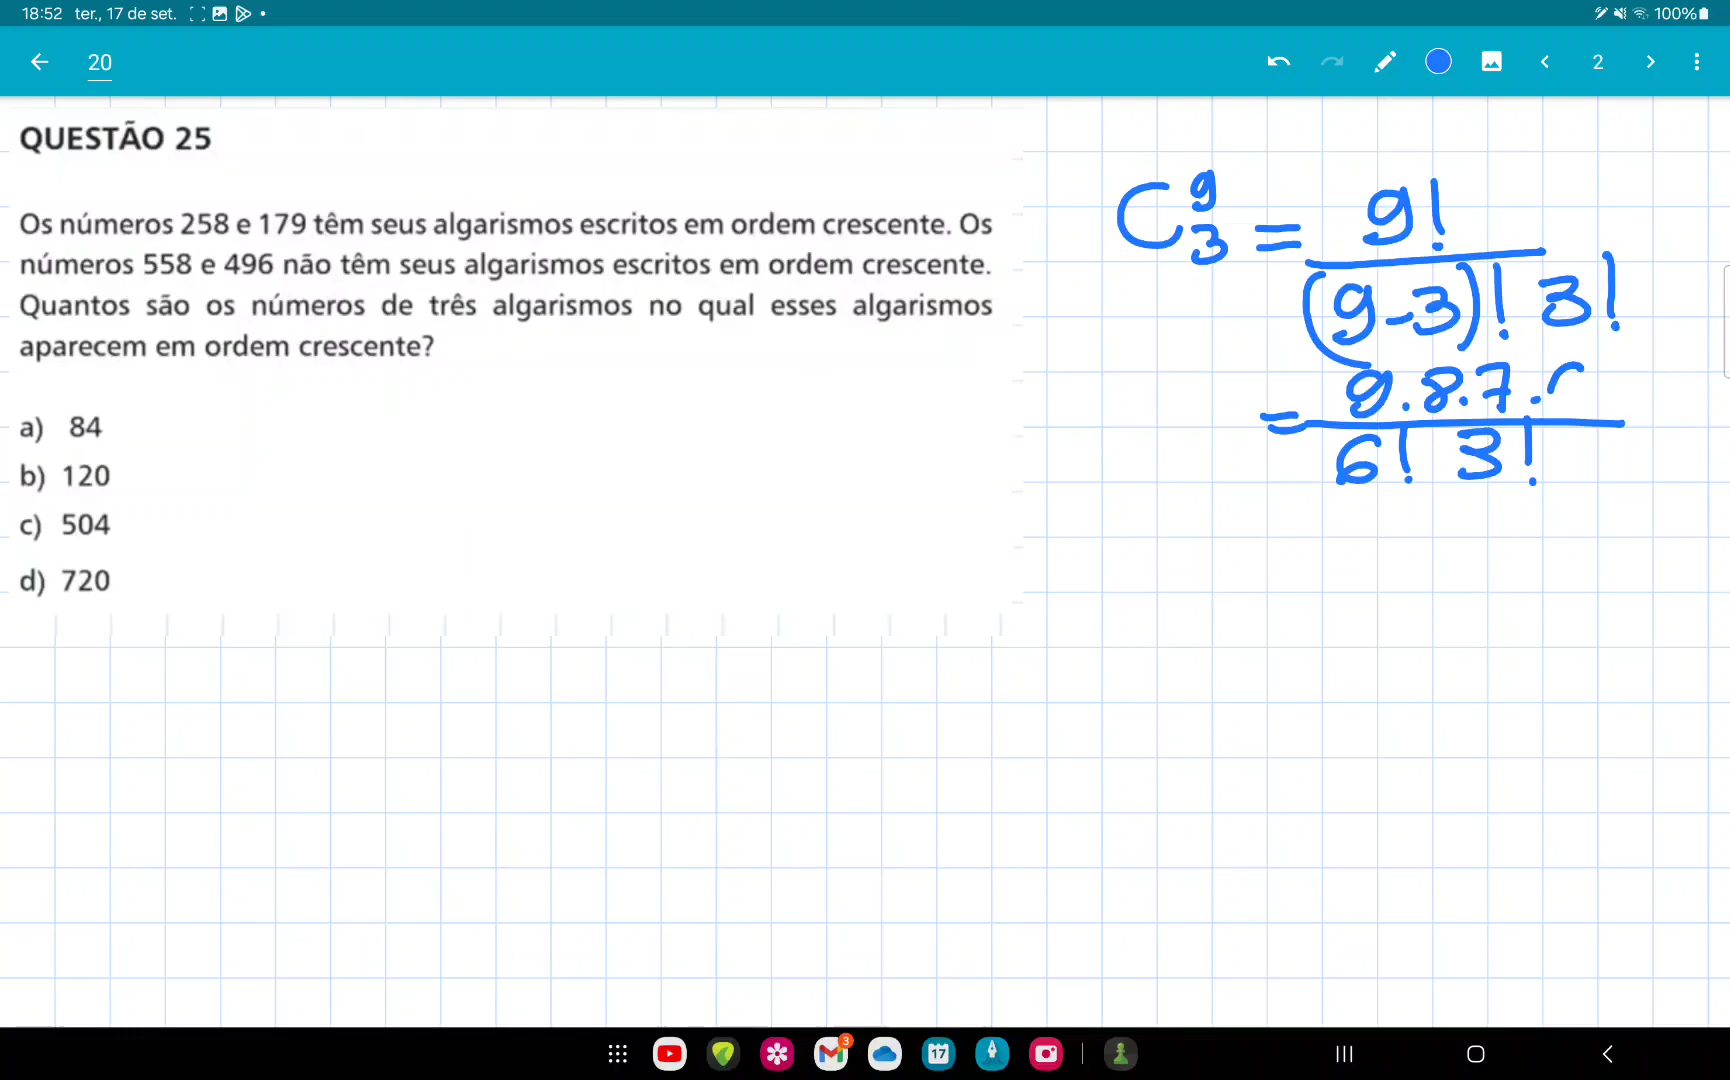 18:52 ter., 17 de set.
100%
20
2
QUESTÃO 25
Os números 258 e 179 têm seus algarismos escritos em ordem crescente. Os
números 558 e 496 não têm seus algarismos escritos em ordem crescente.
Quantos são os números de três algarismos no qual esses algarismos
aparecem em ordem crescente?
a) 84
b) 120
c) 504
d) 720
C 9 3 = 9! / (9-3)! 3!
= 9.8.7. / 6! 3!
3
17